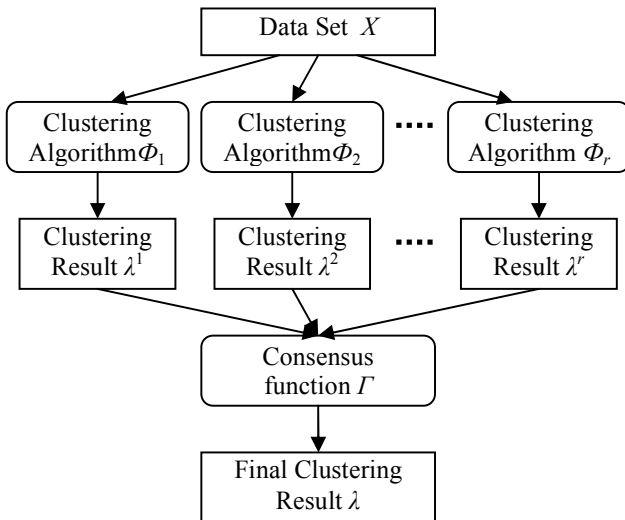 Data Set X
Clustering
AlgorithmΦ₁
Clustering
AlgorithmΦ₂
....
Clustering
Algorithm Φᵣ
Clustering
Result λ¹
Clustering
Result λ²
....
Clustering
Result λʳ
Consensus
function Γ
Final Clustering
Result λ